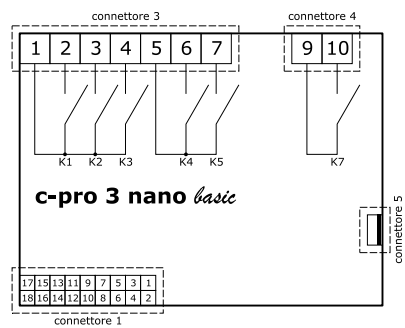 connettore 3 connettore 4
1 2 3 4 5 6 7 9 10
K1 K2 K3 K4 K5 K7
c-pro 3 nano basic
connettore 5
17 15 13 11 9 7 5 3 1
18 16 14 12 10 8 6 4 2
connettore 1